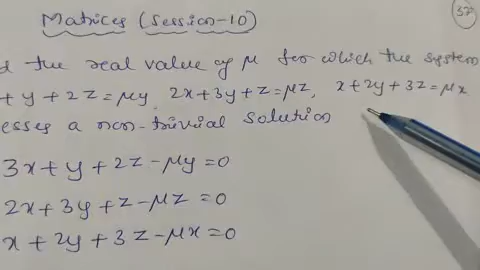 Matrices (Session-10)
37
the real value of μ for which the system
+ y + 2z = μy, 2x + 3y + z = μz, x + 2y + 3z = μx
esses a non-trivial solution
3x + y + 2z - μy = 0
2x + 3y + z - μz = 0
x + 2y + 3z - μx = 0